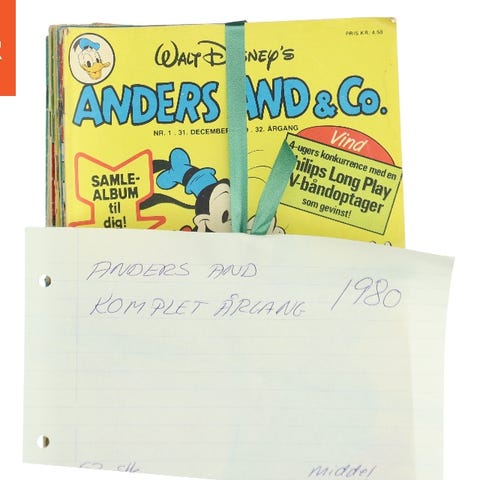 PRIS KR. 4,50
WALT DISNEY'S
ANDERS AND & Co.
NR. 1 . 31. DECEMBER 32. ÅRGANG
Vind
4-ugers konkurrence med en
Philips Long Play
TV-båndoptager
som gevinst!
SAMLE-
ALBUM
til
dig!
ANDERS AND
KOMPLET ÅRGANG 1980
middel